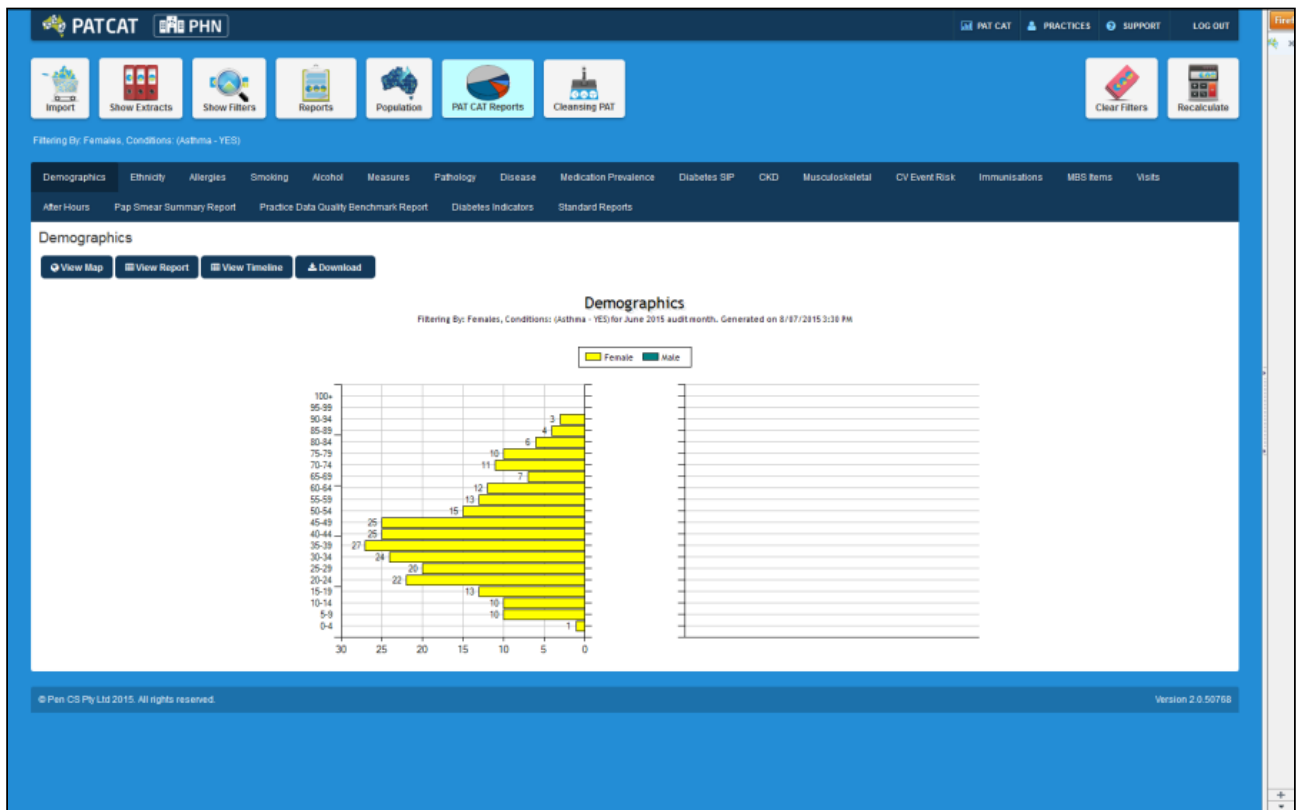 PATCAT PHN PAT CAT PRACTICES SUPPORT LOG OUT
Import Show Extracts Show Filters Reports Population PAT CAT Reports Cleansing PAT Clear Filters Recalculate
Filtering By: Females, Conditions: (Asthma - YES)
Demographics Ethnicity Allergies Smoking Alcohol Measures Pathology Disease Medication Prevalence Diabetes SIP CKD Musculoskeletal CV Event Risk Immunisations MBS Items Visits
After Hours Pap Smear Summary Report Practice Data Quality Benchmark Report Diabetes Indicators Standard Reports
Demographics
View Map View Report View Timeline Download
Demographics
Filtering By: Females, Conditions: (Asthma - YES) for June 2015 audit month. Generated on 8/07/2015 3:30 PM
Female Male
100+
95-99
90-94 3
85-89 4
80-84 6
75-79 10
70-74 11
65-69 7
60-64 12
55-59 13
50-54 15
45-49 25
40-44 25
35-39 27
30-34 24
25-29 20
20-24 22
15-19 13
10-14 10
5-9 10
0-4 1
30 25 20 15 10 5 0
© Pen CS Pty Ltd 2015. All rights reserved. Version 2.0.50768